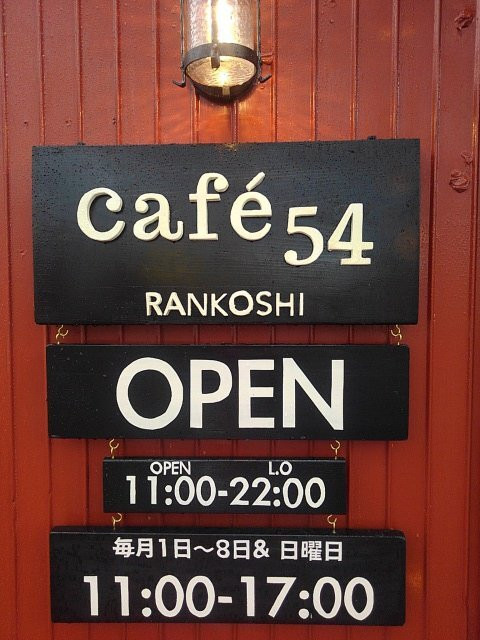 café 54
RANKOSHI
OPEN
OPEN L.O
11:00-22:00
毎月1日～8日& 日曜日
11:00-17:00